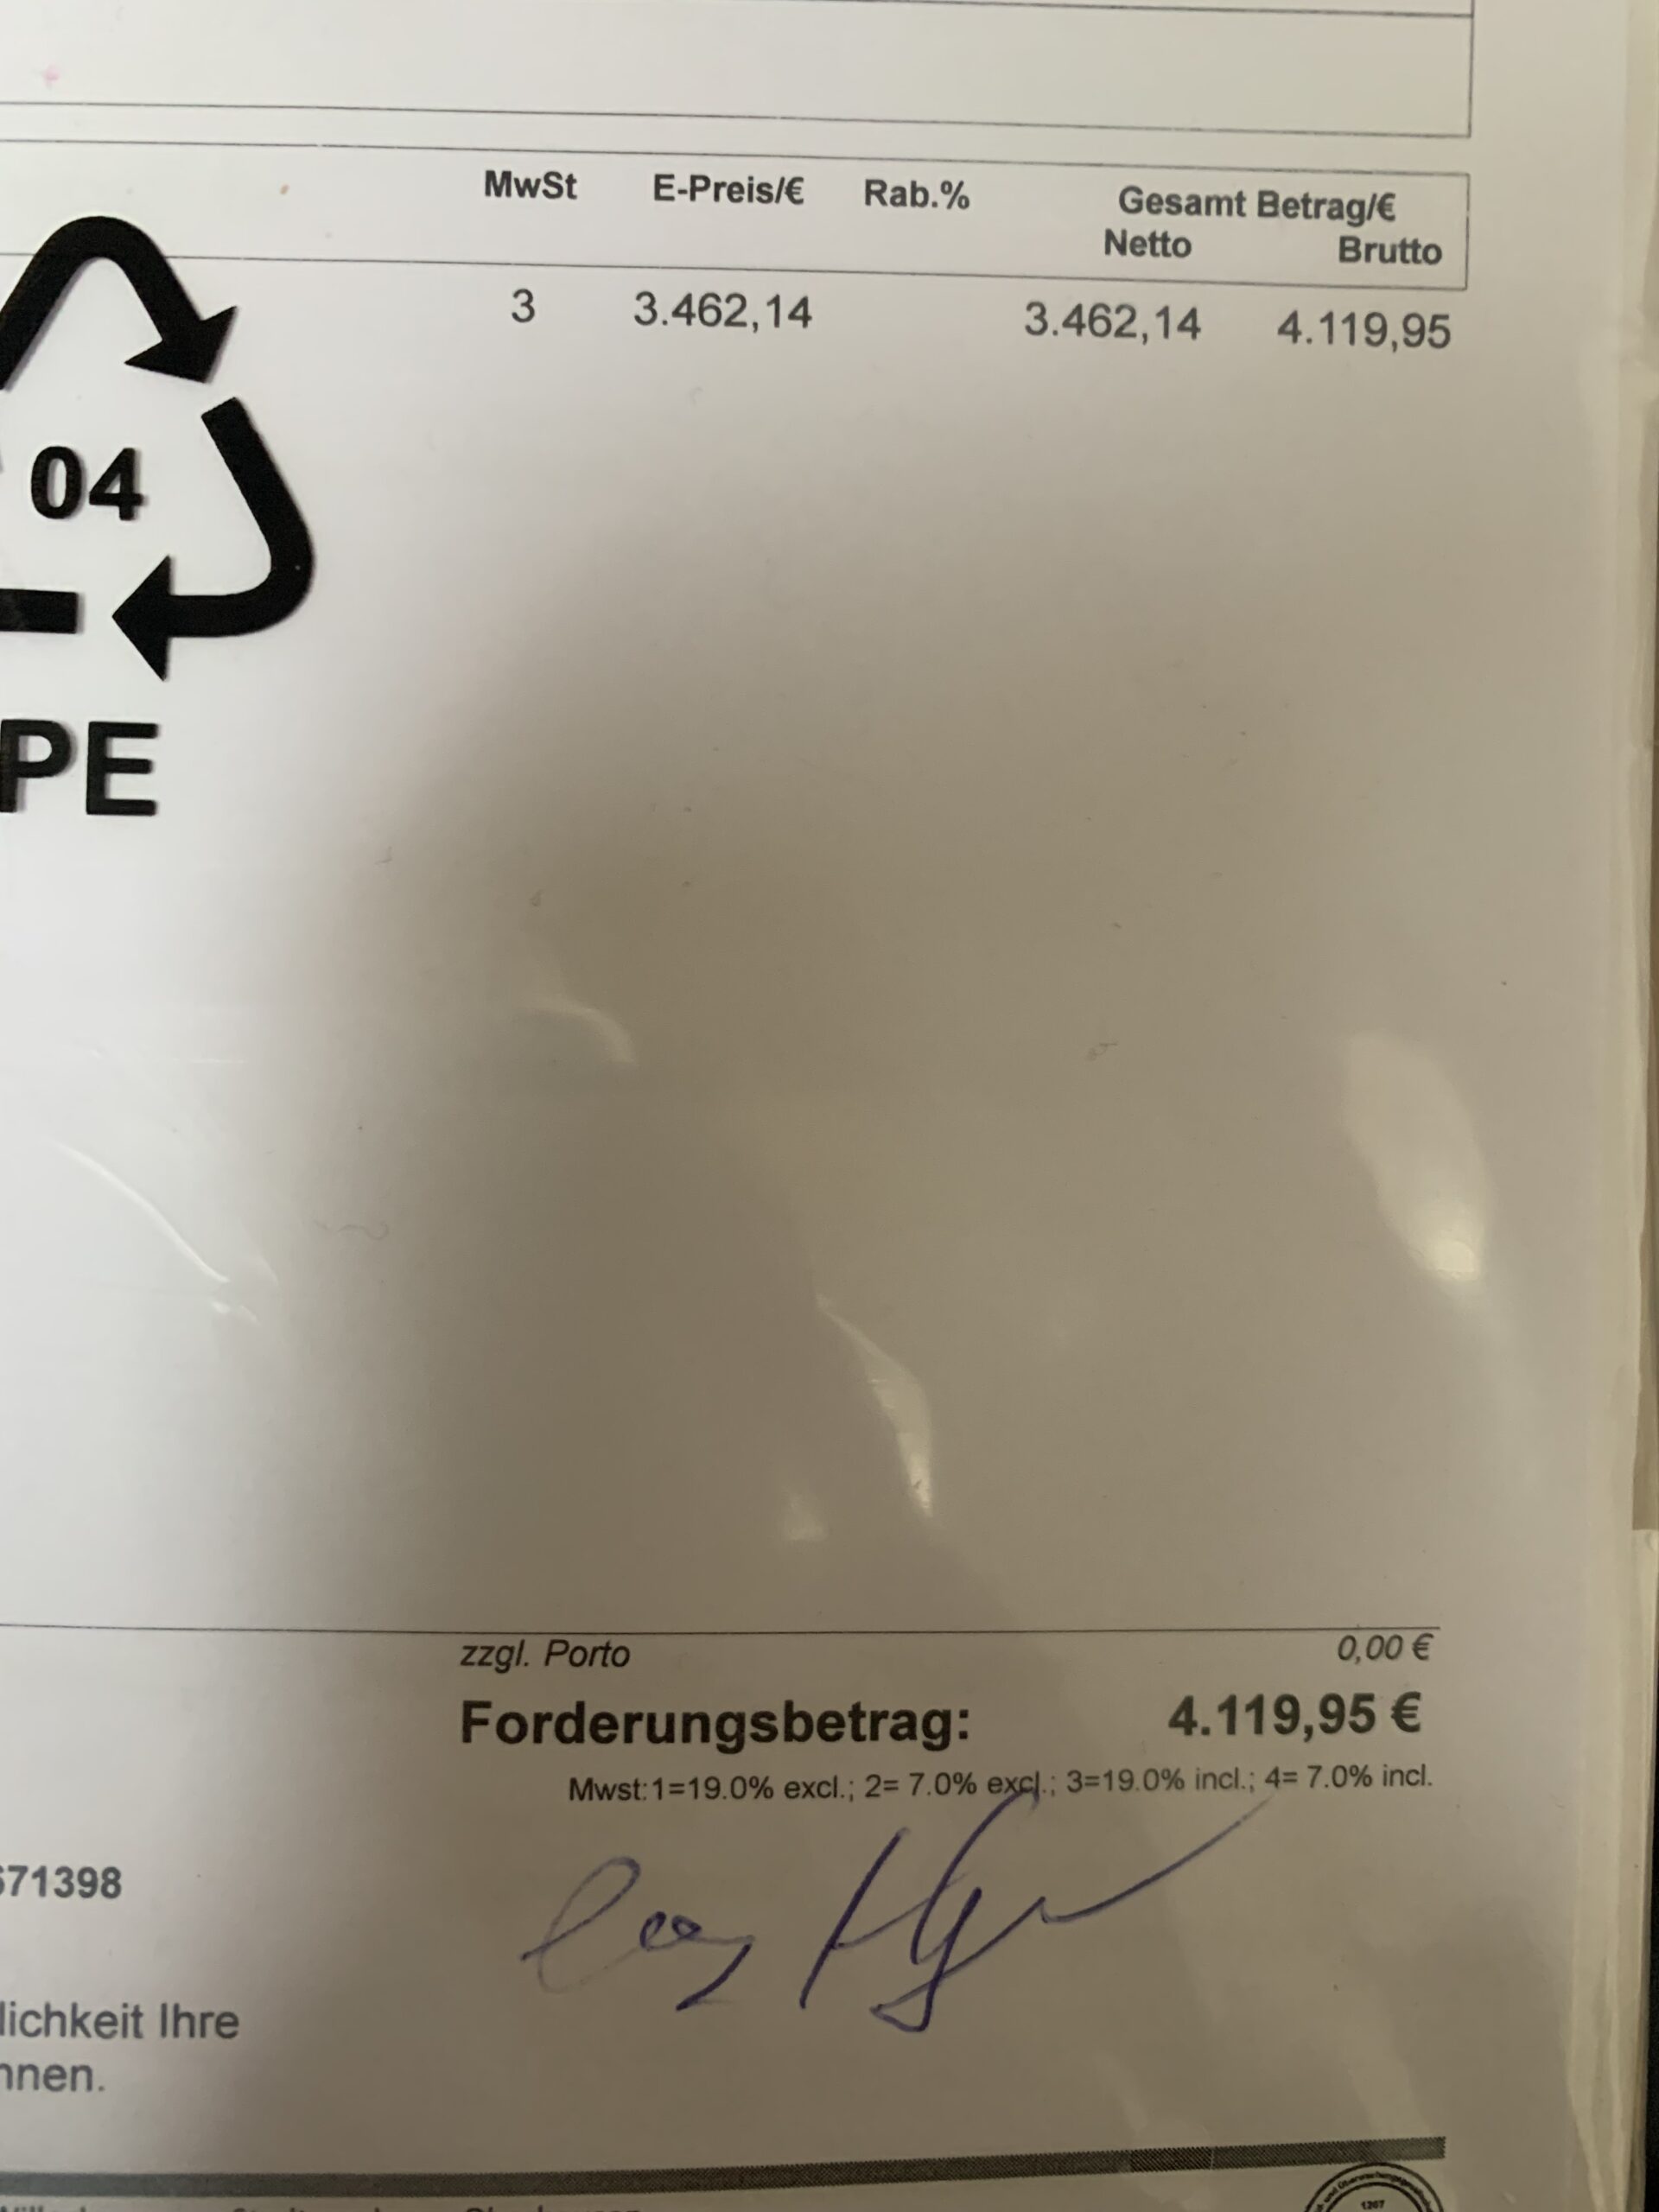 MwSt E-Preis/€ Rab.% Gesamt Betrag/€
Netto Brutto
3 3.462,14 3.462,14 4.119,95
04
PE
zzgl. Porto 0,00 €
Forderungsbetrag: 4.119,95 €
Mwst:1=19.0% excl.; 2= 7.0% excl.; 3=19.0% incl.; 4= 7.0% incl.
671398
lichkeit Ihre
nnen.
1207